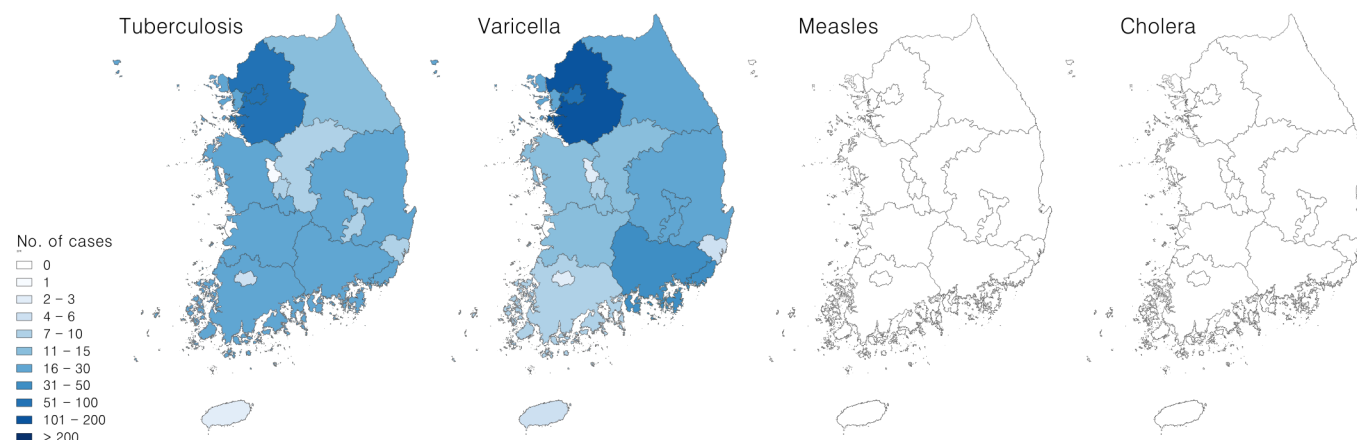 Tuberculosis
Varicella
Measles
Cholera
No. of cases
0
1
2 – 3
4 – 6
7 – 10
11 – 15
16 – 30
31 – 50
51 – 100
101 – 200
> 200